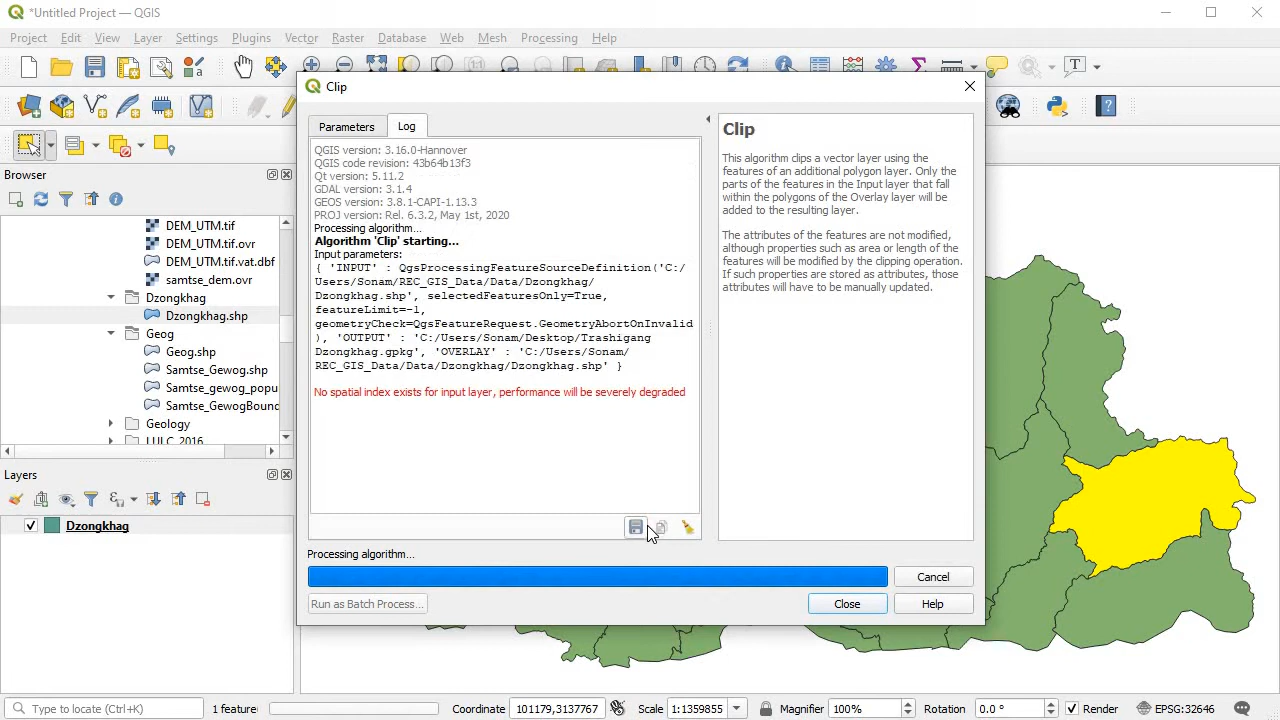 *Untitled Project — QGIS
Project Edit View Layer Settings Plugins Vector Raster Database Web Mesh Processing Help
Clip
Parameters
Log
QGIS version: 3.16.0-Hannover
QGIS code revision: 43b64b13f3
Qt version: 5.11.2
GDAL version: 3.1.4
GEOS version: 3.8.1-CAPI-1.13.3
PROJ version: Rel. 6.3.2, May 1st, 2020
Processing algorithm...
Algorithm 'Clip' starting...
Input parameters:
{ 'INPUT' : QgsProcessingFeatureSourceDefinition('C:/
Users/Sonam/REC_GIS_Data/Data/Dzongkhag/
Dzongkhag.shp', selectedFeaturesOnly=True,
featureLimit=-1,
geometryCheck=QgsFeatureRequest.GeometryAbortOnInvalid
), 'OUTPUT' : 'C:/Users/Sonam/Desktop/Trashigang
Dzongkhag.gpkg', 'OVERLAY' : 'C:/Users/Sonam/
REC_GIS_Data/Data/Dzongkhag/Dzongkhag.shp' }
No spatial index exists for input layer, performance will be severely degraded
Clip
This algorithm clips a vector layer using the
features of an additional polygon layer. Only the
parts of the features in the Input layer that fall
within the polygons of the Overlay layer will be
added to the resulting layer.
The attributes of the features are not modified,
although properties such as area or length of the
features will be modified by the clipping operation.
If such properties are stored as attributes, those
attributes will have to be manually updated.
Processing algorithm...
Cancel
Run as Batch Process...
Close
Help
Browser
DEM_UTM.tif
DEM_UTM.tif.ovr
DEM_UTM.tif.vat.dbf
samtse_dem.ovr
Dzongkhag
Dzongkhag.shp
Geog
Geog.shp
Samtse_Gewog.shp
Samtse_gewog_popu
Samtse_GewogBound
Geology
LULC_2016
Layers
Dzongkhag
Type to locate (Ctrl+K)
1 feature
Coordinate 101179,3137767
Scale 1:1359855
Magnifier 100%
Rotation 0.0 °
Render
EPSG:32646